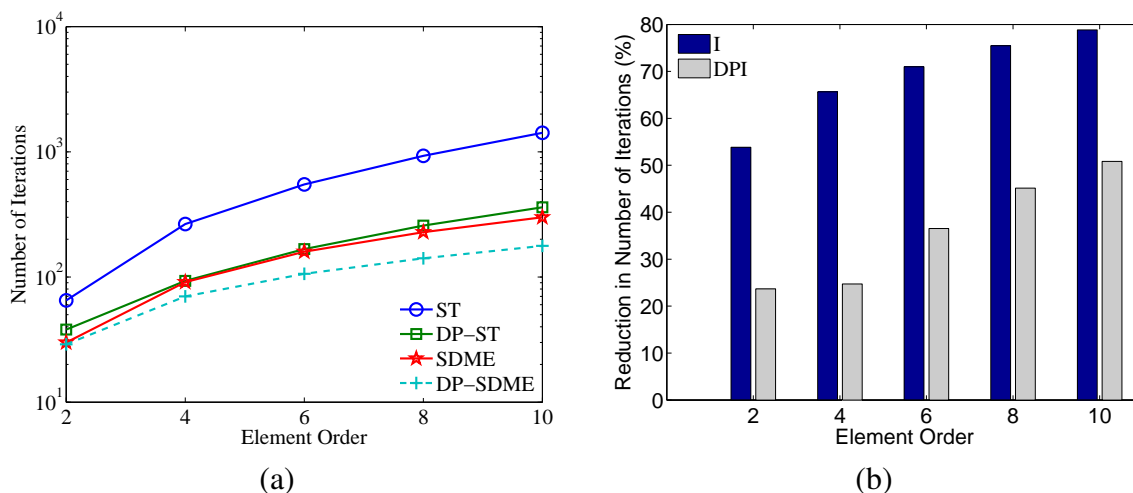 10^4
10^3
10^2
10^1
Number of Iterations
2 4 6 8 10
Element Order
ST
DP-ST
SDME
DP-SDME
(a)
80
70
60
50
40
30
20
10
0
Reduction in Number of Iterations (%)
I
DPI
2 4 6 8 10
Element Order
(b)